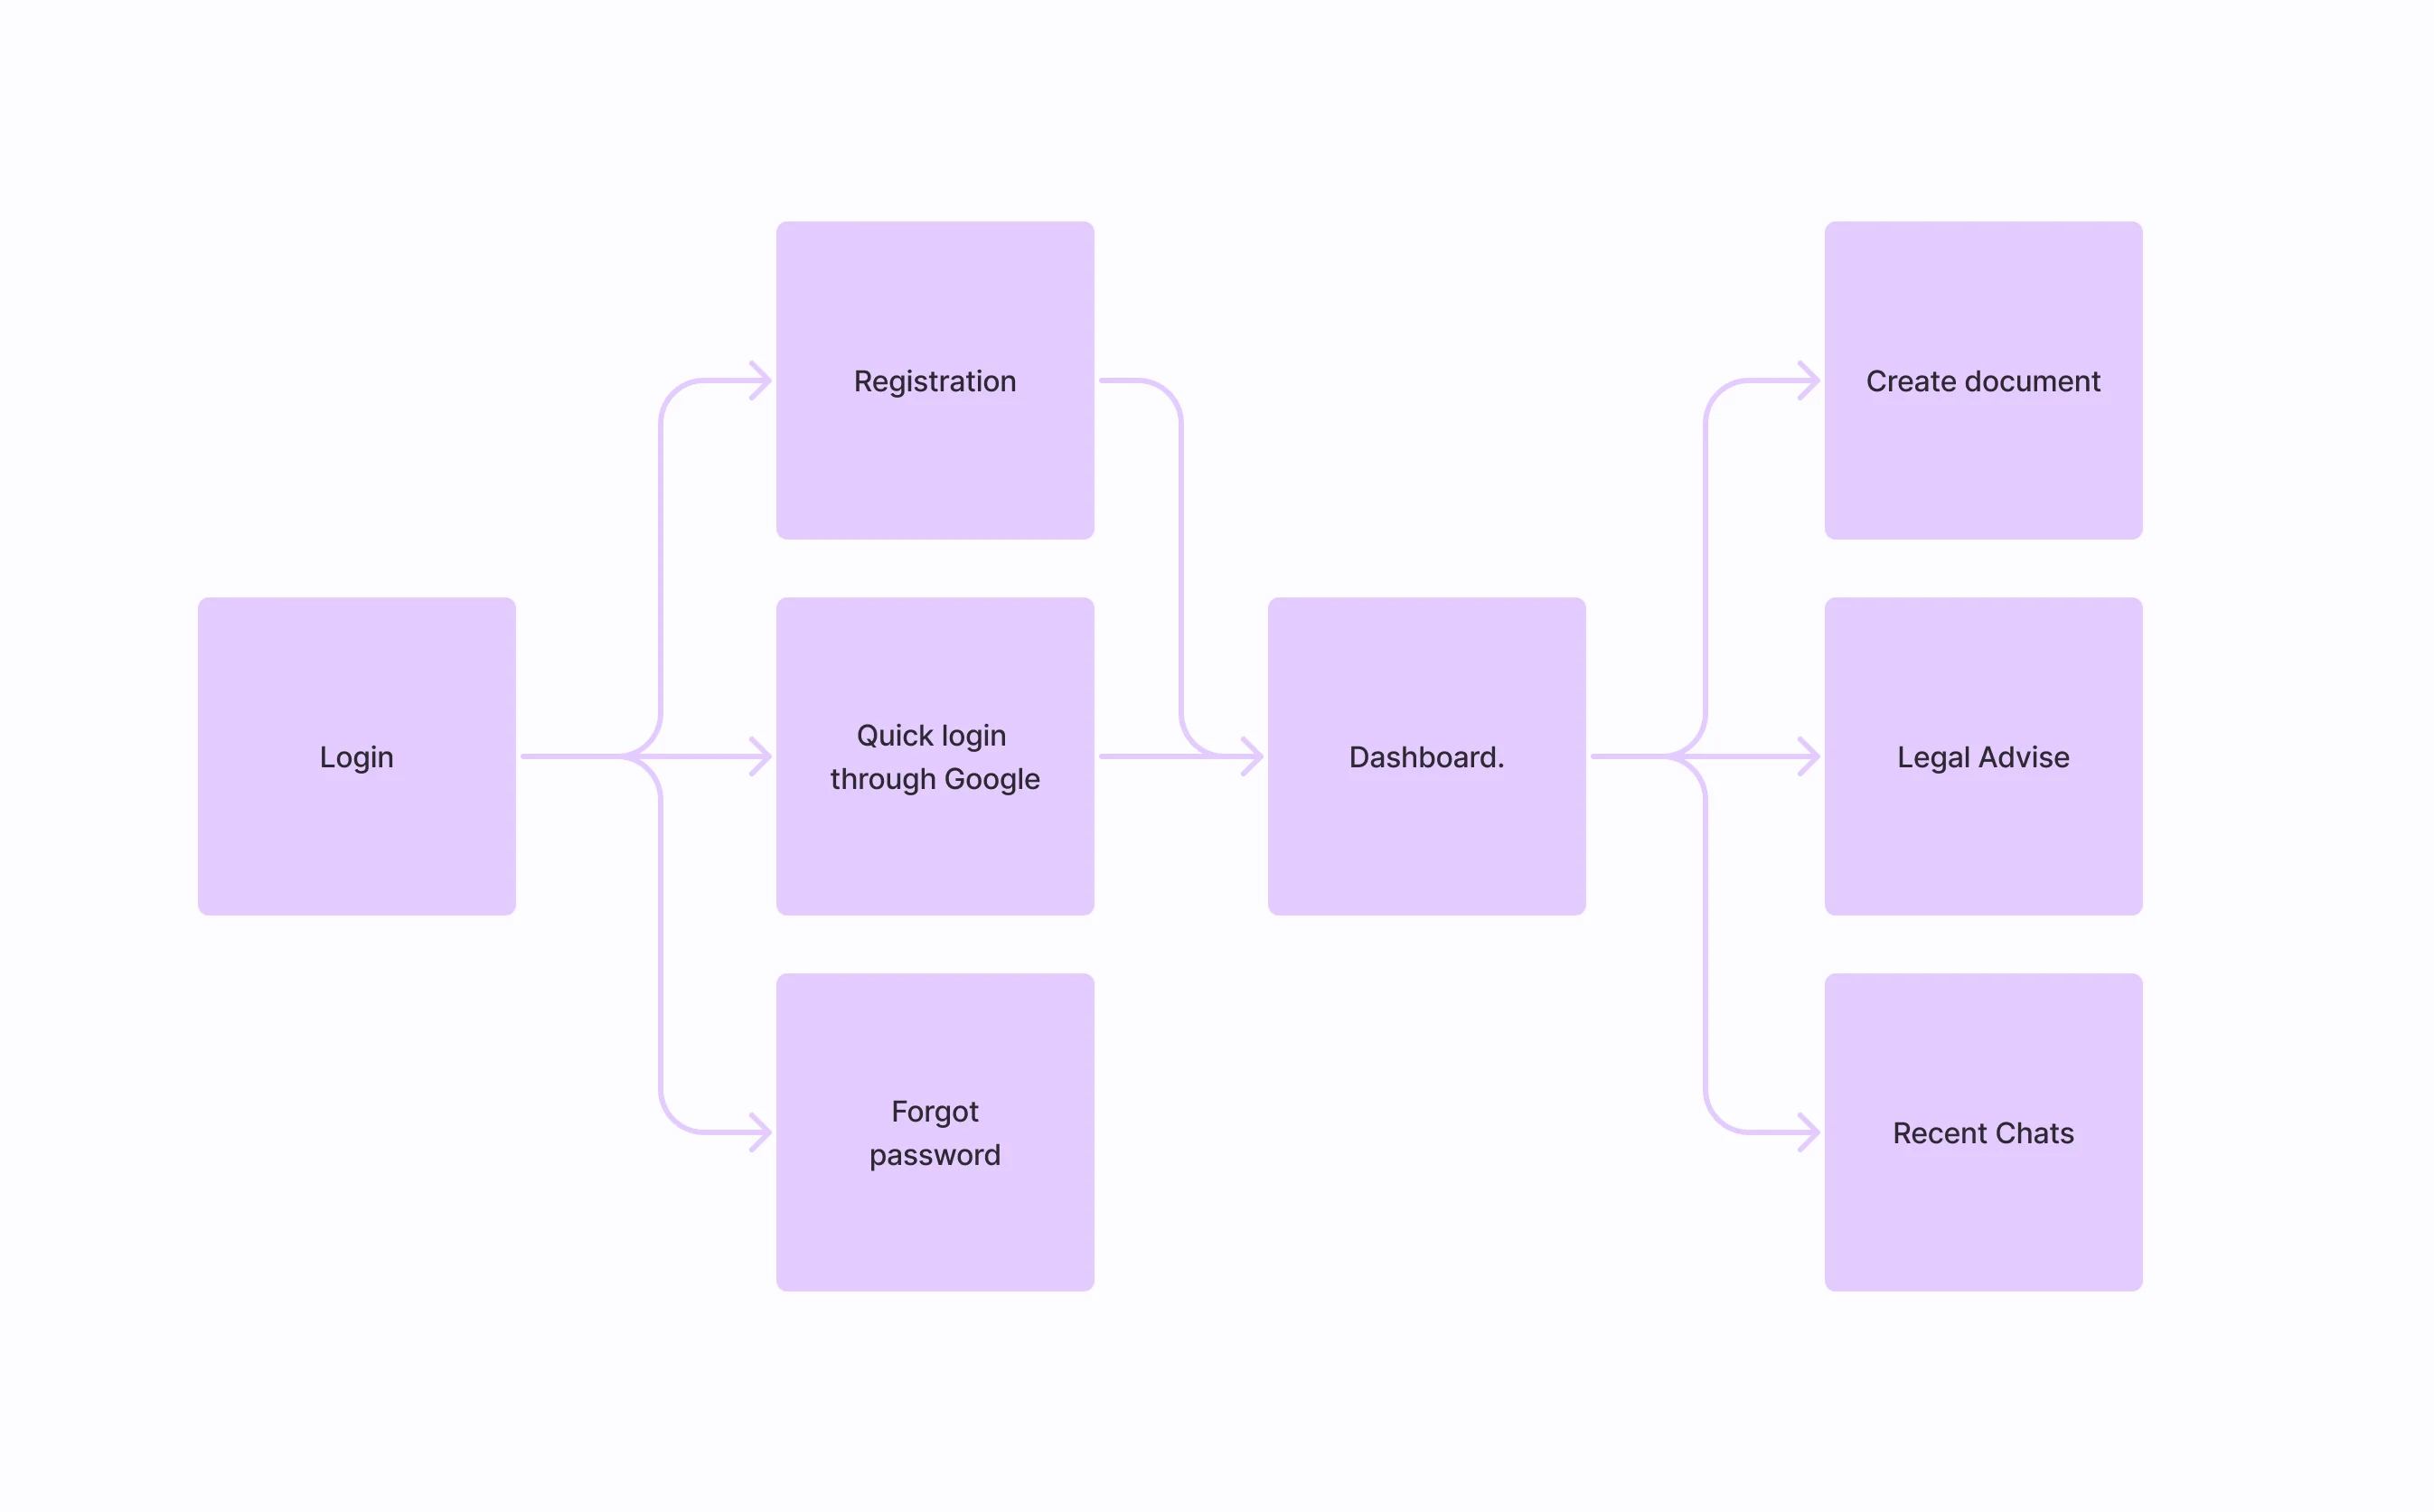 Login
Registration
Quick login
through Google
Forgot
password
Dashboard.
Create document
Legal Advise
Recent Chats